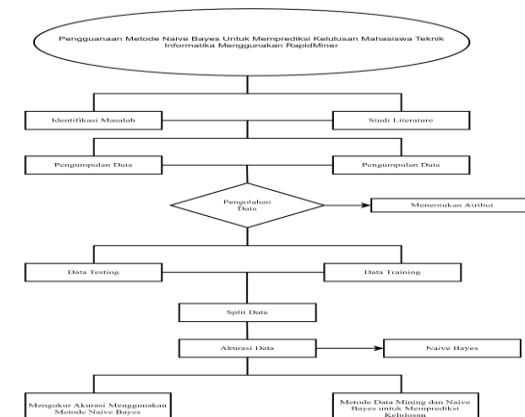 Pengguanaan Metode Naive Bayes Untuk Memprediksi Kelulusan Mahasiswa Teknik
Informatika Menggunakan RapidMiner
Identifikasi Masalah
Studi Literature
Pengumpulan Data
Pengumpulan Data
Pengolahan
Data
Menentukan Atribut
Data Testing
Data Training
Split Data
Akurasi Data
Naive Bayes
Mengukur Akurasi Menggunakan
Metode Naive Bayes
Metode Data Mining dan Naive
Bayes untuk Memprediksi
Kelulusan